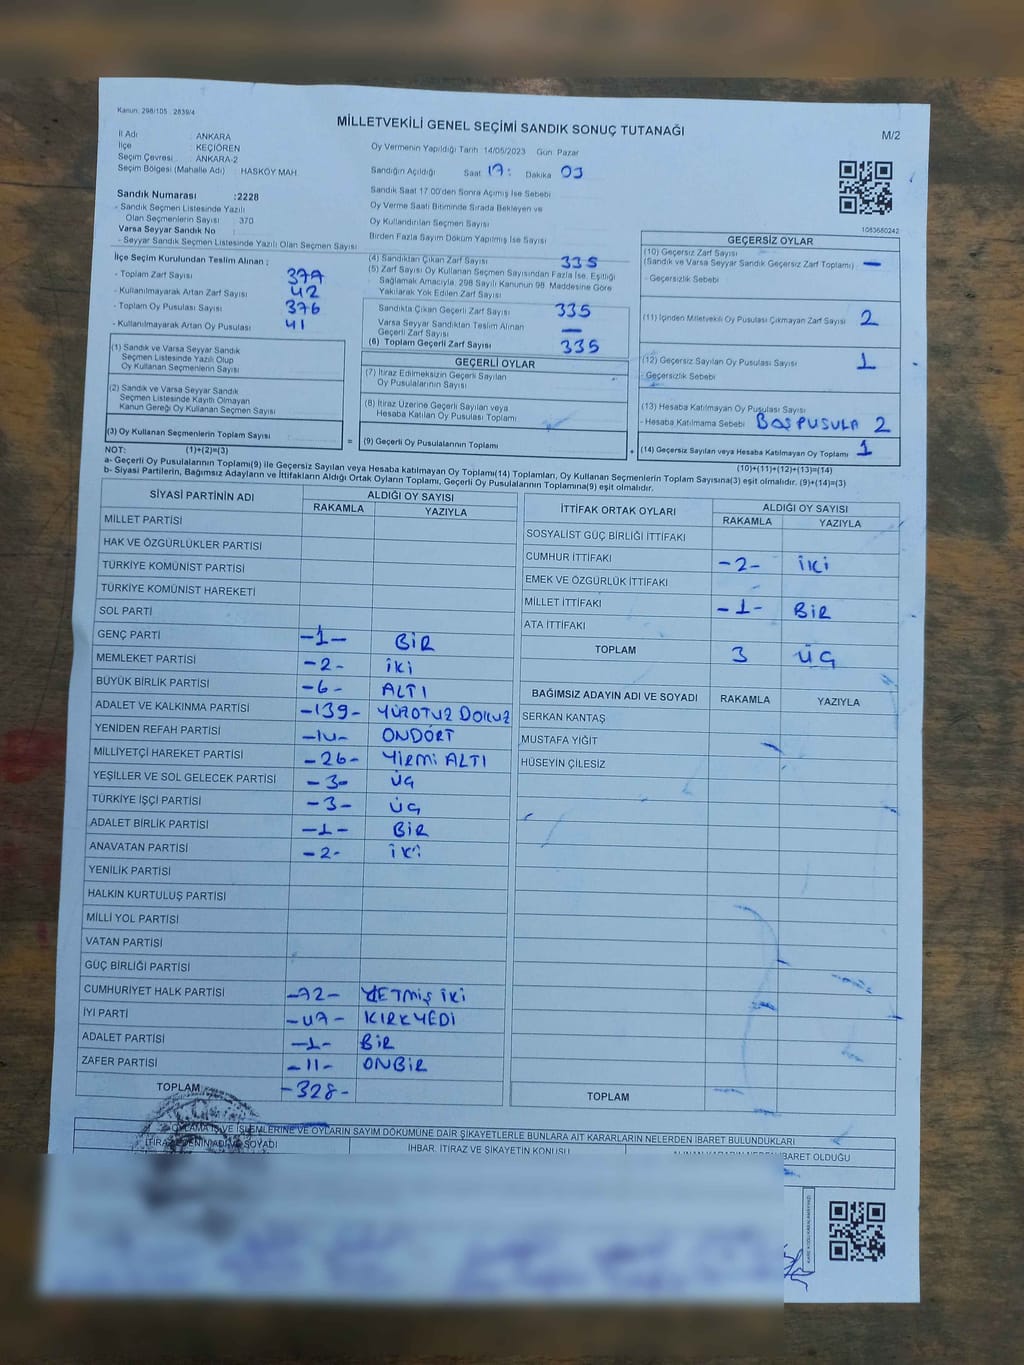 Kanun: 298/105 , 2839/4
MİLLETVEKİLİ GENEL SEÇİMİ SANDIK SONUÇ TUTANAĞI
M/2
İl Adı : ANKARA
İlçe : KEÇİÖREN
Seçim Çevresi : ANKARA-2
Seçim Bölgesi (Mahalle Adı) : HASKÖY MAH
Sandık Numarası :2228
- Sandık Seçmen Listesinde Yazılı
Olan Seçmenlerin Sayısı : 370
Varsa Seyyar Sandık No :
- Seyyar Sandık Seçmen Listesinde Yazılı Olan Seçmen Sayısı :
Oy Vermenin Yapıldığı Tarih 14/05/2023 Gün: Pazar
Sandığın Açıldığı Saat 17: Dakika 03
Sandık Saat 17.00'den Sonra Açılmış İse Sebebi
Oy Verme Saati Bitiminde Sırada Bekleyen ve
Oy Kullandırılan Seçmen Sayısı
Birden Fazla Sayım Döküm Yapılmış İse Sayısı
1083680242
İlçe Seçim Kurulundan Teslim Alınan ;
- Toplam Zarf Sayısı : 377
- Kullanılmayarak Artan Zarf Sayısı : 42
- Toplam Oy Pusulası Sayısı : 376
- Kullanılmayarak Artan Oy Pusulası : 41
(4) Sandıktan Çıkan Zarf Sayısı 335
(5) Zarf Sayısı Oy Kullanan Seçmen Sayısından Fazla İse, Eşitliği
Sağlamak Amacıyla, 298 Sayılı Kanunun 98. Maddesine Göre
Yakılarak Yok Edilen Zarf Sayısı
Sandıkta Çıkan Geçerli Zarf Sayısı 335
Varsa Seyyar Sandıktan Teslim Alınan
Geçerli Zarf Sayısı —
(6) Toplam Geçerli Zarf Sayısı 335
GEÇERSİZ OYLAR
(10) Geçersiz Zarf Sayısı
(Sandık ve Varsa Seyyar Sandık Geçersiz Zarf Toplamı) —
- Geçersizlik Sebebi
(11) İçinden Milletvekili Oy Pusulası Çıkmayan Zarf Sayısı 2
(12) Geçersiz Sayılan Oy Pusulası Sayısı 1
- Geçersizlik Sebebi
(13) Hesaba Katılmayan Oy Pusulası Sayısı
- Hesaba Katılmama Sebebi BOŞ PUSULA 2
(14) Geçersiz Sayılan veya Hesaba Katılmayan Oy Toplamı 1
(10)+(11)+(12)+(13)=(14)
(1) Sandık ve Varsa Seyyar Sandık
Seçmen Listesinde Yazılı Olup
Oy Kullanan Seçmenlerin Sayısı
(2) Sandık ve Varsa Seyyar Sandık
Seçmen Listesinde Kayıtlı Olmayan
Kanun Gereği Oy Kullanan Seçmen Sayısı
(3) Oy Kullanan Seçmenlerin Toplam Sayısı
(1)+(2)=(3)
GEÇERLİ OYLAR
(7) İtiraz Edilmeksizin Geçerli Sayılan
Oy Pusulalarının Sayısı
(8) İtiraz Üzerine Geçerli Sayılan veya
Hesaba Katılan Oy Pusulası Toplamı
= (9) Geçerli Oy Pusulalarının Toplamı +
NOT:
a- Geçerli Oy Pusulalarının Toplamı(9) ile Geçersiz Sayılan veya Hesaba katılmayan Oy Toplamı(14) Toplamları, Oy Kullanan Seçmenlerin Toplam Sayısına(3) eşit olmalıdır. (9)+(14)=(3)
b- Siyasi Partilerin, Bağımsız Adayların ve İttifakların Aldığı Ortak Oyların Toplamı, Geçerli Oy Pusulalarının Toplamına(9) eşit olmalıdır.
SİYASİ PARTİNİN ADI ALDIĞI OY SAYISI
RAKAMLA YAZIYLA
MİLLET PARTİSİ
HAK VE ÖZGÜRLÜKLER PARTİSİ
TÜRKİYE KOMÜNİST PARTİSİ
TÜRKİYE KOMÜNİST HAREKETİ
SOL PARTİ
GENÇ PARTİ -1- BİR
MEMLEKET PARTİSİ -2- İKİ
BÜYÜK BİRLİK PARTİSİ -6- ALTI
ADALET VE KALKINMA PARTİSİ -139- YÜZOTUZ DOKUZ
YENİDEN REFAH PARTİSİ -14- ONDÖRT
MİLLİYETÇİ HAREKET PARTİSİ -26- YİRMİ ALTI
YEŞİLLER VE SOL GELECEK PARTİSİ -3- ÜÇ
TÜRKİYE İŞÇİ PARTİSİ -3- ÜÇ
ADALET BİRLİK PARTİSİ -1- BİR
ANAVATAN PARTİSİ -2- İKİ
YENİLİK PARTİSİ
HALKIN KURTULUŞ PARTİSİ
MİLLİ YOL PARTİSİ
VATAN PARTİSİ
GÜÇ BİRLİĞİ PARTİSİ
CUMHURİYET HALK PARTİSİ -72- YETMİŞ İKİ
İYİ PARTİ -47- KIRKYEDİ
ADALET PARTİSİ -1- BİR
ZAFER PARTİSİ -11- ONBİR
TOPLAM -328-
İTTİFAK ORTAK OYLARI ALDIĞI OY SAYISI
RAKAMLA YAZIYLA
SOSYALİST GÜÇ BİRLİĞİ İTTİFAKI
CUMHUR İTTİFAKI -2- İKİ
EMEK VE ÖZGÜRLÜK İTTİFAKI
MİLLET İTTİFAKI -1- BİR
ATA İTTİFAKI
TOPLAM 3 ÜÇ
BAĞIMSIZ ADAYIN ADI VE SOYADI RAKAMLA YAZIYLA
SERKAN KANTAŞ
MUSTAFA YİĞİT
HÜSEYİN ÇİLESİZ
TOPLAM
OYLAMA İŞ VE İŞLEMLERİNE VE OYLARIN SAYIM DÖKÜMÜNE DAİR ŞİKAYETLERLE BUNLARA AİT KARARLARIN NELERDEN İBARET BULUNDUKLARI
İTİRAZ EDENİN ADI VE SOYADI
İHBAR, İTİRAZ VE ŞİKAYETİN KONUSU
İBARET OLDUĞU